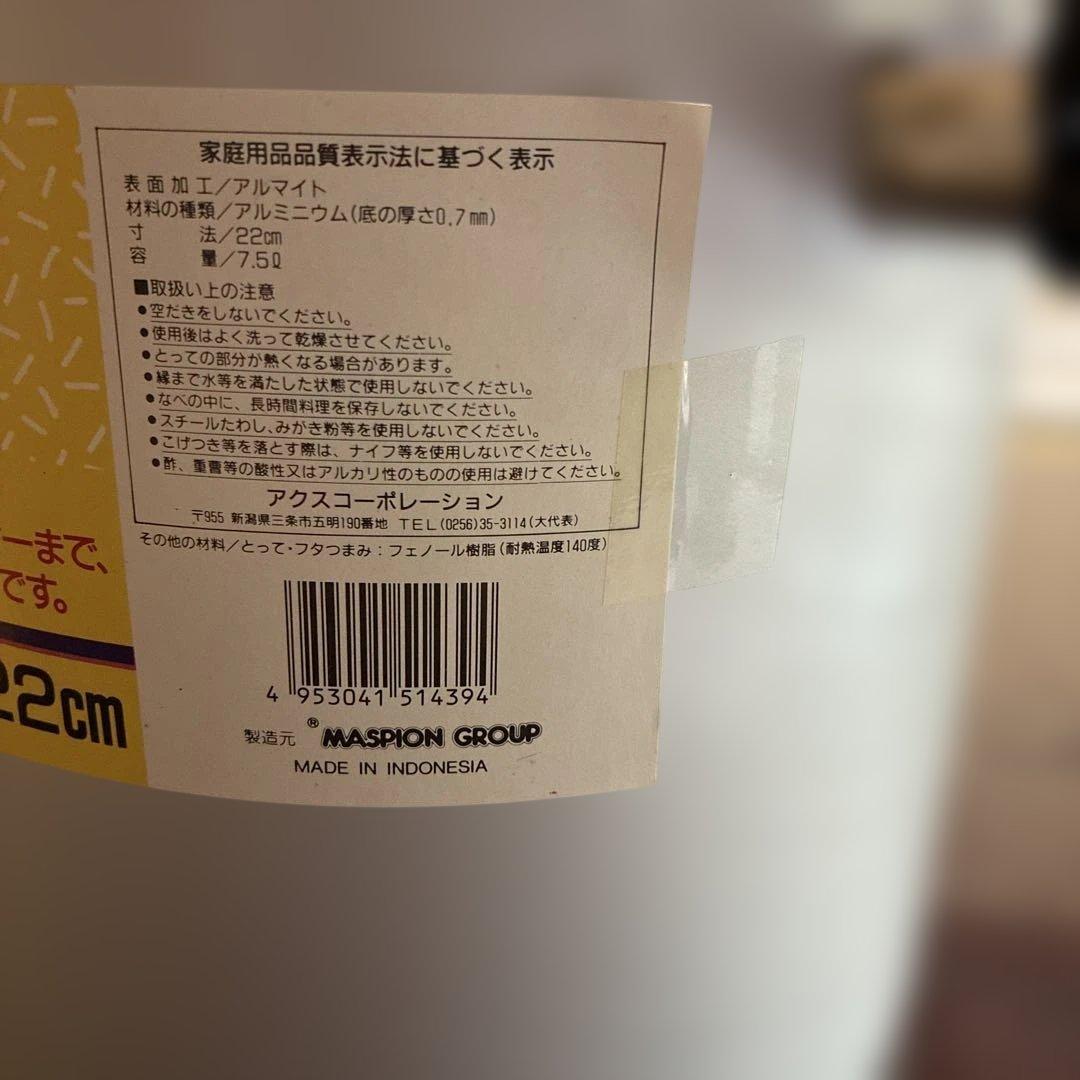 家庭用品品質表示法に基づく表示
表面加工/アルマイト
材料の種類/アルミニウム(底の厚さ0.7㎜)
寸 法/22㎝
容 量/7.5ℓ
■取扱い上の注意
●空だきをしないでください。
●使用後はよく洗って乾燥させてください。
●とっての部分が熱くなる場合があります。
●縁まで水等を満たした状態で使用しないでください。
●なべの中に、長時間料理を保存しないでください。
●スチールたわし、みがき粉等を使用しないでください。
●こげつき等を落とす際は、ナイフ等を使用しないでください。
●酢、重曹等の酸性又はアルカリ性のものの使用は避けてください。
アクスコーポレーション
〒955 新潟県三条市五明190番地 TEL(0256)35-3114(大代表)
その他の材料/とって・フタつまみ:フェノール樹脂(耐熱温度140度)
ーまで、
です。
22cm
4 953041 514394
製造元 ®MASPION GROUP
MADE IN INDONESIA